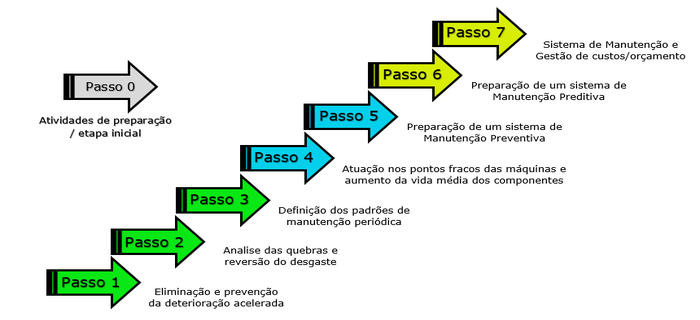 Passo 7
Sistema de Manutenção e
Gestão de custos/orçamento
Passo 6
Preparação de um sistema de
Manutenção Preditiva
Passo 0
Atividades de preparação
/ etapa inicial
Passo 5
Preparação de um sistema de
Manutenção Preventiva
Passo 4
Atuação nos pontos fracos das máquinas e
aumento da vida média dos componentes
Passo 3
Definição dos padrões de
manutenção periódica
Passo 2
Analise das quebras e
reversão do desgaste
Passo 1
Eliminação e prevenção
da deterioração acelerada